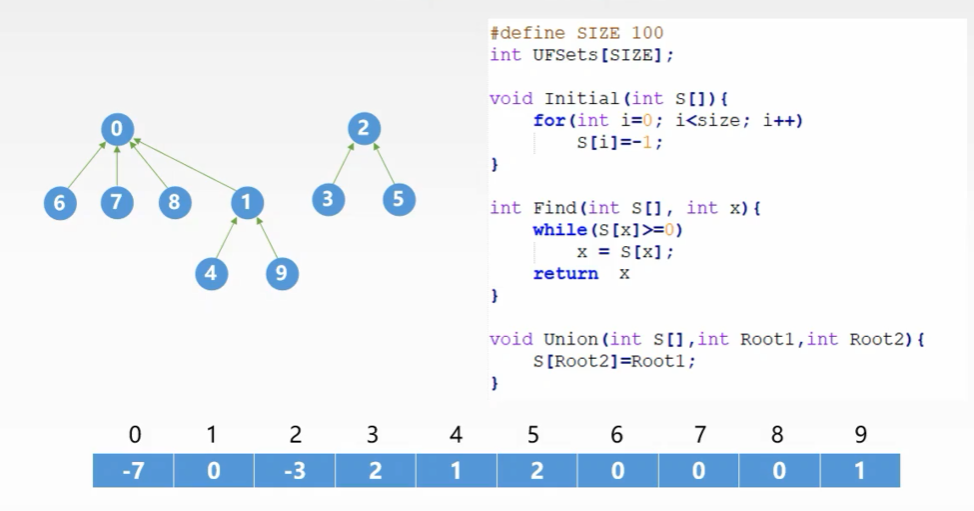 #define SIZE 100
int UFSets[SIZE];
void Initial(int S[]){
for(int i=0; i<size; i++)
S[i]=-1;
}
int Find(int S[], int x){
while(S[x]>=0)
x = S[x];
return x
}
void Union(int S[],int Root1,int Root2){
S[Root2]=Root1;
}
0
2
6 7 8 1
3 5
4 9
0 1 2 3 4 5 6 7 8 9
-7 0 -3 2 1 2 0 0 0 1